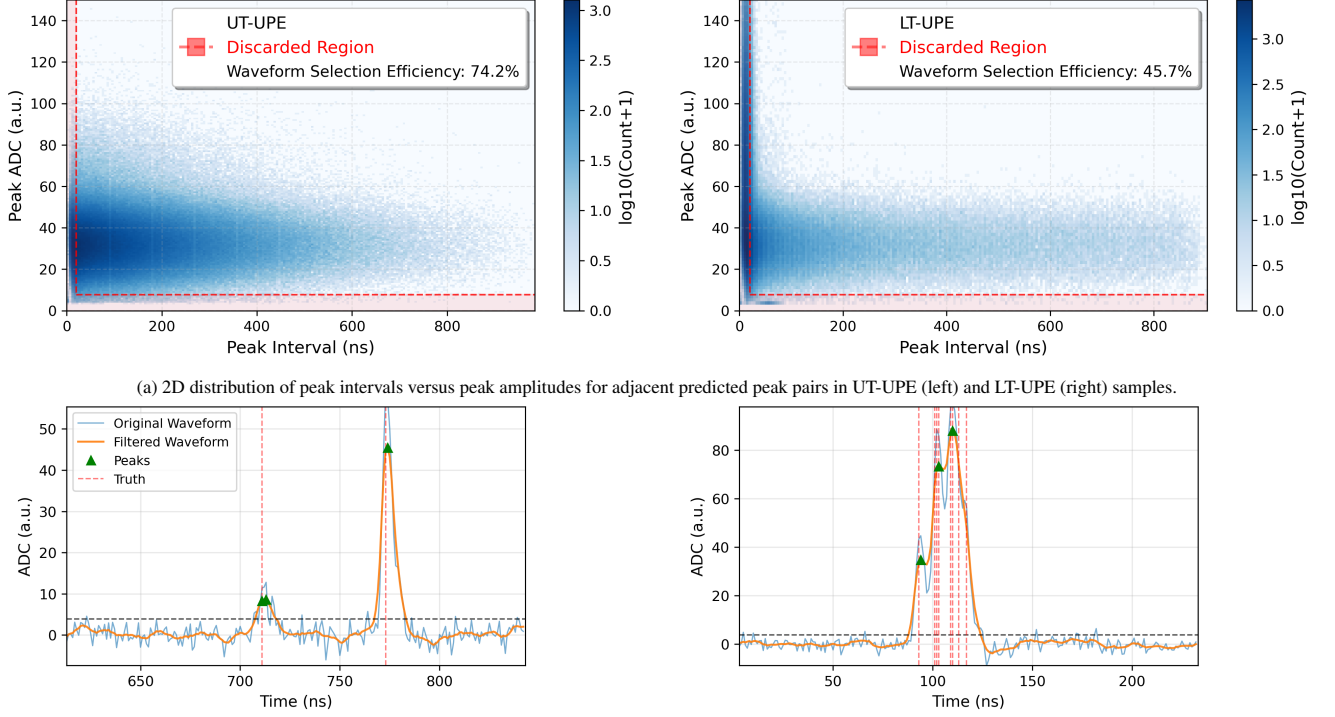 140
120
100
80
60
40
20
0
Peak ADC (a.u.)
UT-UPE
Discarded Region
Waveform Selection Efficiency: 74.2%
0 200 400 600 800
Peak Interval (ns)
3.0
2.5
2.0
1.5
1.0
0.5
0.0
log10(Count+1)
140
120
100
80
60
40
20
0
Peak ADC (a.u.)
LT-UPE
Discarded Region
Waveform Selection Efficiency: 45.7%
0 200 400 600 800
Peak Interval (ns)
3.0
2.5
2.0
1.5
1.0
0.5
0.0
log10(Count+1)
(a) 2D distribution of peak intervals versus peak amplitudes for adjacent predicted peak pairs in UT-UPE (left) and LT-UPE (right) samples.
50
40
30
20
10
0
ADC (a.u.)
Original Waveform
Filtered Waveform
Peaks
Truth
650 700 750 800
Time (ns)
80
60
40
20
0
ADC (a.u.)
50 100 150 200
Time (ns)